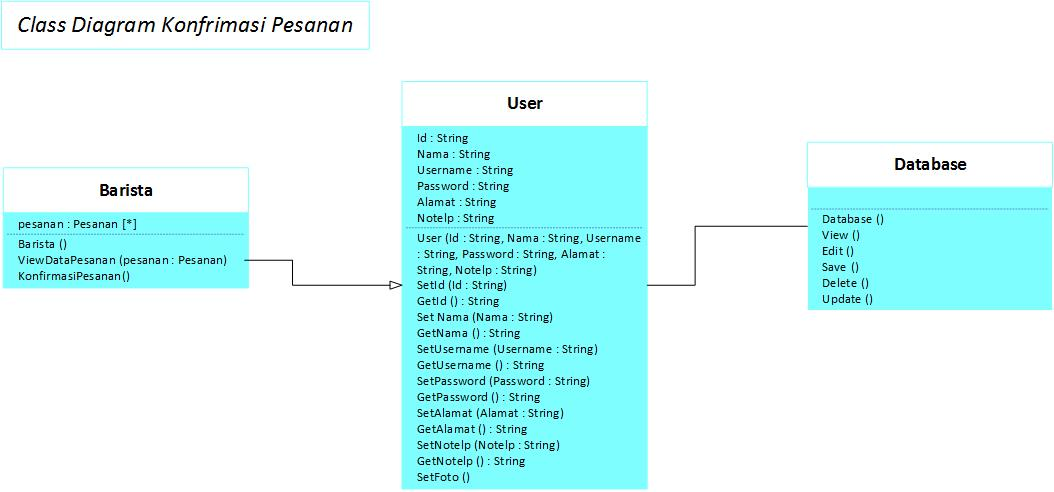 Class Diagram Konfrimasi Pesanan
User
Id : String
Nama : String
Username : String
Password : String
Alamat : String
Notelp : String
User (Id : String, Nama : String, Username
: String, Password : String, Alamat :
String, Notelp : String)
SetId (Id : String)
GetId () : String
Set Nama (Nama : String)
GetNama () : String
SetUsername (Username : String)
GetUsername () : String
SetPassword (Password : String)
GetPassword () : String
SetAlamat (Alamat : String)
GetAlamat () : String
SetNotelp (Notelp : String)
GetNotelp () : String
SetFoto ()
Barista
pesanan : Pesanan [*]
Barista ()
ViewDataPesanan (pesanan : Pesanan)
KonfirmasiPesanan()
Database
Database ()
View ()
Edit ()
Save ()
Delete ()
Update ()